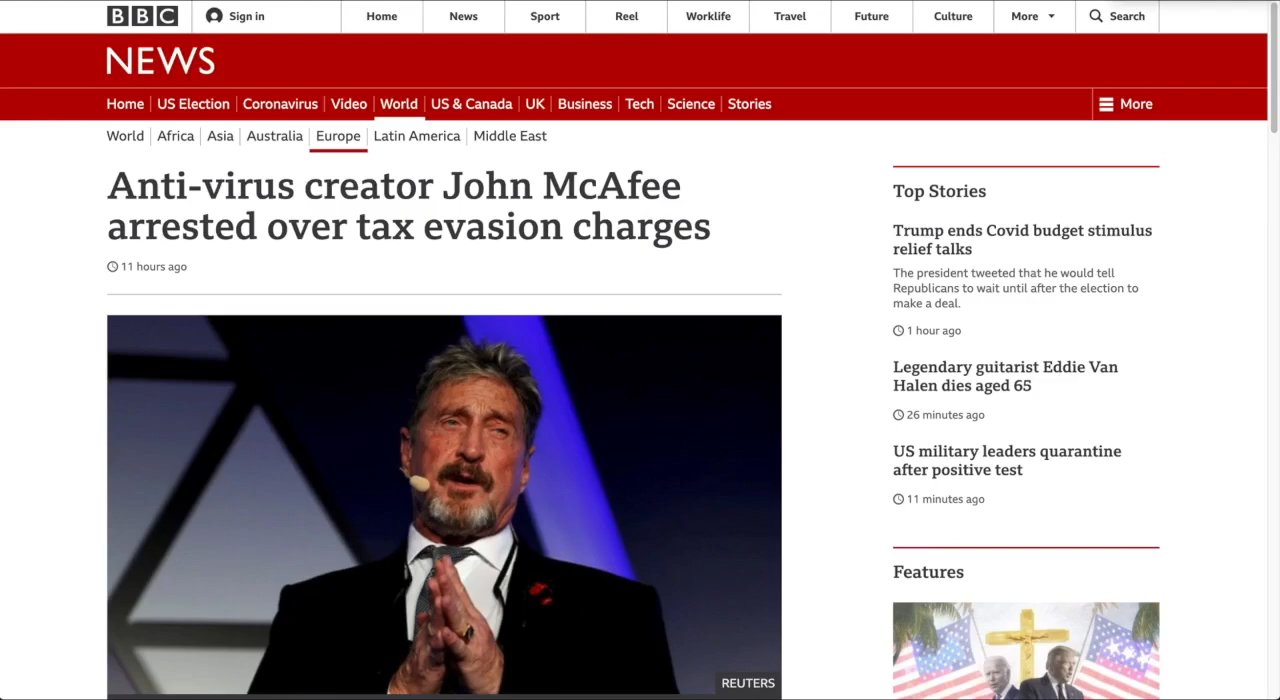 BBC Sign in Home News Sport Reel Worklife Travel Future Culture More Search
NEWS
Home US Election Coronavirus Video World US & Canada UK Business Tech Science Stories More
World Africa Asia Australia Europe Latin America Middle East
Anti-virus creator John McAfee
arrested over tax evasion charges
11 hours ago
REUTERS
Top Stories
Trump ends Covid budget stimulus
relief talks
The president tweeted that he would tell
Republicans to wait until after the election to
make a deal.
1 hour ago
Legendary guitarist Eddie Van
Halen dies aged 65
26 minutes ago
US military leaders quarantine
after positive test
11 minutes ago
Features